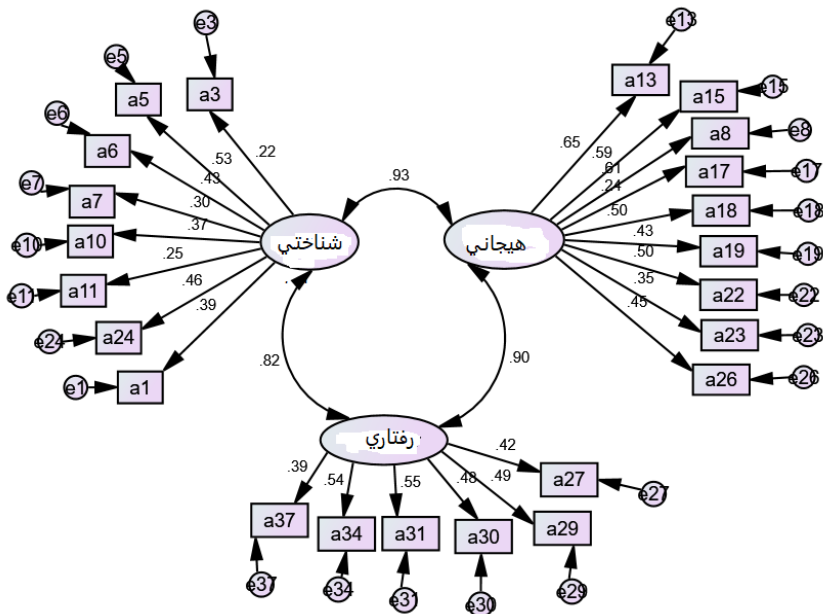 e3
e13
e5
a3
a13
a5
a15
e15
e6
a6
.22
.65
.59
a8
e8
.53
.61
e7
a7
.43
.93
.24
a17
e17
.30
.50
a18
e18
e10
a10
.37
شناختي
هيجاني
.43
a19
e19
.25
.50
e11
a11
.46
.35
a22
e22
e24
a24
.39
.45
a23
e23
e1
a1
.82
.90
a26
e26
رفتاري
.39
.54
.55
.48
.49
.42
a27
e27
a37
a34
a31
a30
a29
e37
e34
e31
e30
e29